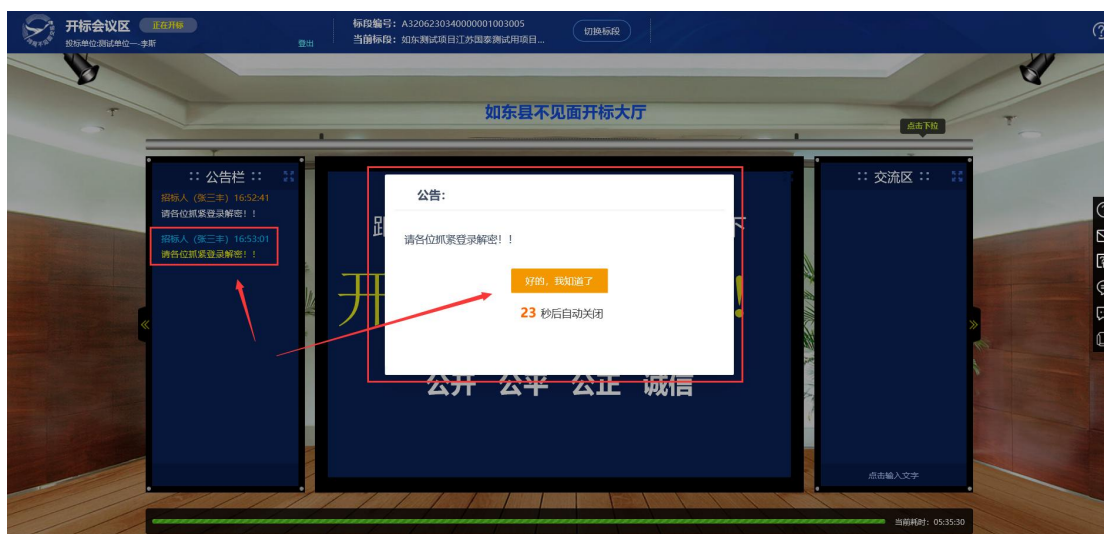 开标会议区 正在开标
投标单位:测试单位一-李斯 登出
标段编号：A3206230340000001003005
当前标段：如东测试项目江苏国泰测试用项目...
切换标段
如东县不见面开标大厅
点击下拉
:: 公告栏 ::
招标人（张三丰）16:52:41
请各位抓紧登录解密！！
招标人（张三丰）16:53:01
请各位抓紧登录解密！！
公告：
请各位抓紧登录解密！！
好的，我知道了
23 秒后自动关闭
开
！
公开 公平 公正 诚信
:: 交流区 ::
点击输入文字
当前耗时：05:35:30